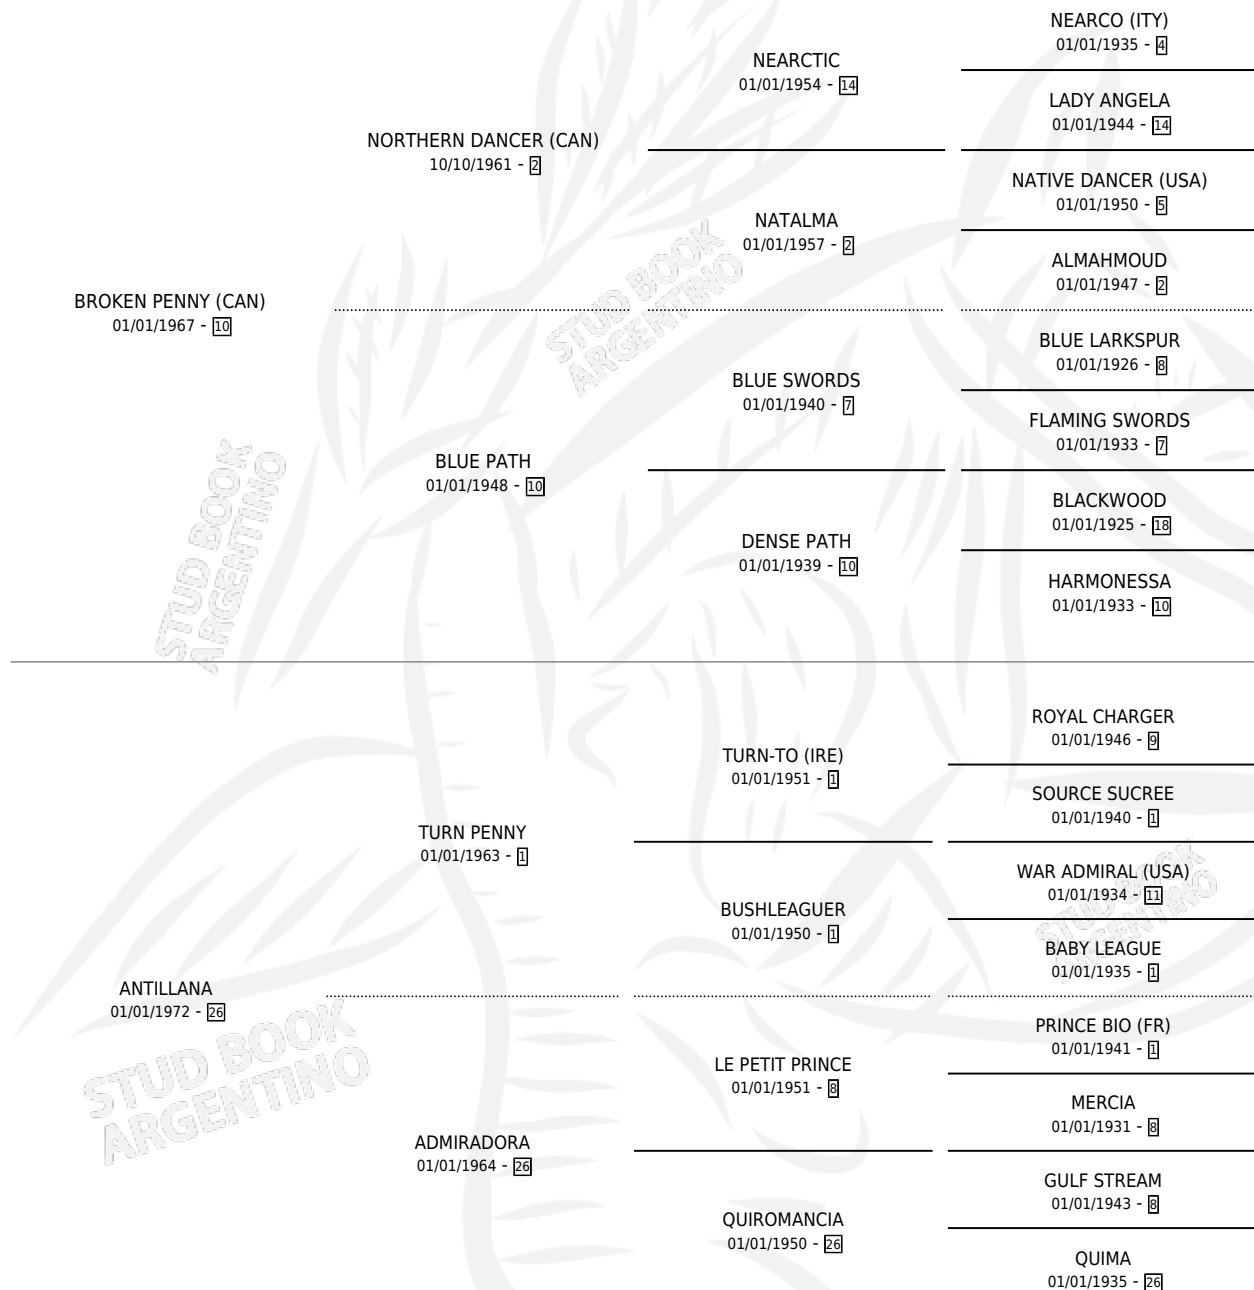 NEARCO (ITY)
01/01/1935 - 4
NEARCTIC
01/01/1954 - 14
LADY ANGELA
01/01/1944 - 14
NORTHERN DANCER (CAN)
10/10/1961 - 2
NATIVE DANCER (USA)
01/01/1950 - 5
NATALMA
01/01/1957 - 2
ALMAHMOUD
01/01/1947 - 2
BROKEN PENNY (CAN)
01/01/1967 - 10
BLUE LARKSPUR
01/01/1926 - 8
BLUE SWORDS
01/01/1940 - 7
FLAMING SWORDS
01/01/1933 - 7
BLUE PATH
01/01/1948 - 10
BLACKWOOD
01/01/1925 - 18
DENSE PATH
01/01/1939 - 10
HARMONESSA
01/01/1933 - 10
ROYAL CHARGER
01/01/1946 - 9
TURN-TO (IRE)
01/01/1951 - 1
SOURCE SUCREE
01/01/1940 - 1
TURN PENNY
01/01/1963 - 1
WAR ADMIRAL (USA)
01/01/1934 - 11
BUSHLEAGUER
01/01/1950 - 1
BABY LEAGUE
01/01/1935 - 1
ANTILLANA
01/01/1972 - 26
PRINCE BIO (FR)
01/01/1941 - 1
LE PETIT PRINCE
01/01/1951 - 8
MERCIA
01/01/1931 - 8
ADMIRADORA
01/01/1964 - 26
GULF STREAM
01/01/1943 - 8
QUIROMANCIA
01/01/1950 - 26
QUIMA
01/01/1935 - 26
STUD BOOK
ARGENTINO
STUD BOOK
ARGENTINO
STUD BOOK
ARGENTINO
STUD BOOK
ARGENTINO